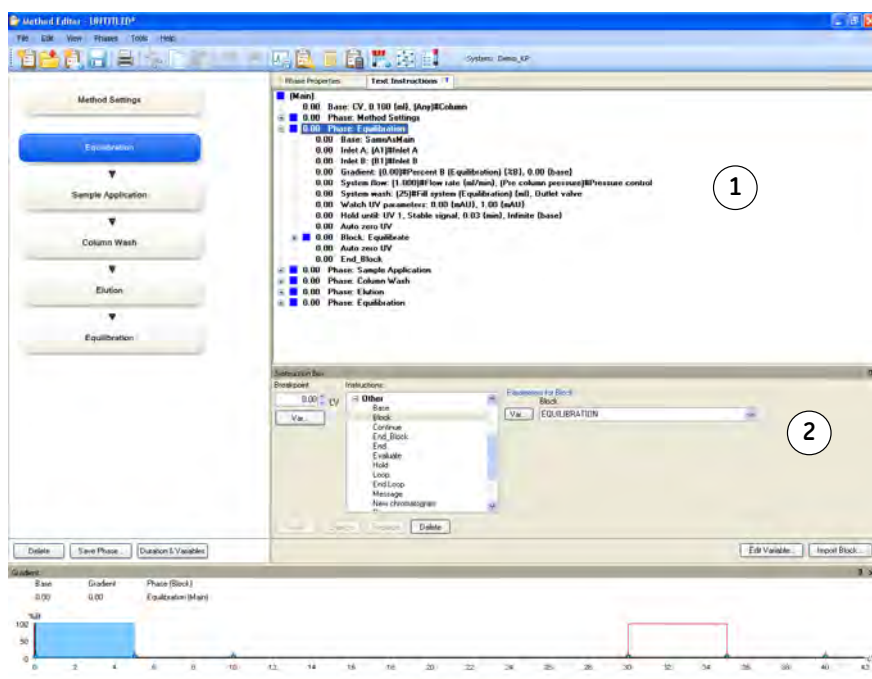 Method Editor - UNTITLED*
File Edit View Phases Tools Help
System: Demo_KP
Method Settings
Equilibration
Sample Application
Column Wash
Elution
Equilibration
Phase Properties Text Instructions
(Main)
0.00 Base: CV, 0.100 {ml}, (Any)#Column
0.00 Phase: Method Settings
0.00 Phase: Equilibration
0.00 Base: SameAsMain
0.00 Inlet A: (A1)#Inlet A
0.00 Inlet B: (B1)#Inlet B
0.00 Gradient: (0.00)#Percent B (Equilibration) {%B}, 0.00 {base}
0.00 System flow: (1.000)#Flow rate {ml/min}, (Pre column pressure)#Pressure control
0.00 System wash: (25)#Fill system (Equilibration) {ml}, Outlet valve
0.00 Watch UV parameters: 0.00 {mAU}, 1.00 {mAU}
0.00 Hold until: UV 1, Stable signal, 0.03 {min}, Infinite {base}
0.00 Auto zero UV
0.00 Block: Equilibrate
0.00 Auto zero UV
0.00 End_Block
0.00 Phase: Sample Application
0.00 Phase: Column Wash
0.00 Phase: Elution
0.00 Phase: Equilibration
1
Instruction Box
Breakpoint Instructions:
0.00 CV
Var...
Other
Base
Block
Continue
End_Block
End
Evaluate
Hold
Loop
End Loop
Message
New chromatogram
Parameters for Block
Block
Var... EQUILIBRATION
2
Insert Replace Delete
Delete Save Phase... Duration & Variables
Edit Variable... Import Block...
Gradient
Base Gradient Phase (Block)
0.00 0.00 Equilibration (Main)
%B
100
50
0
0 2 4 6 8 10 12 14 16 18 20 22 24 26 28 30 32 34 36 38 40 42